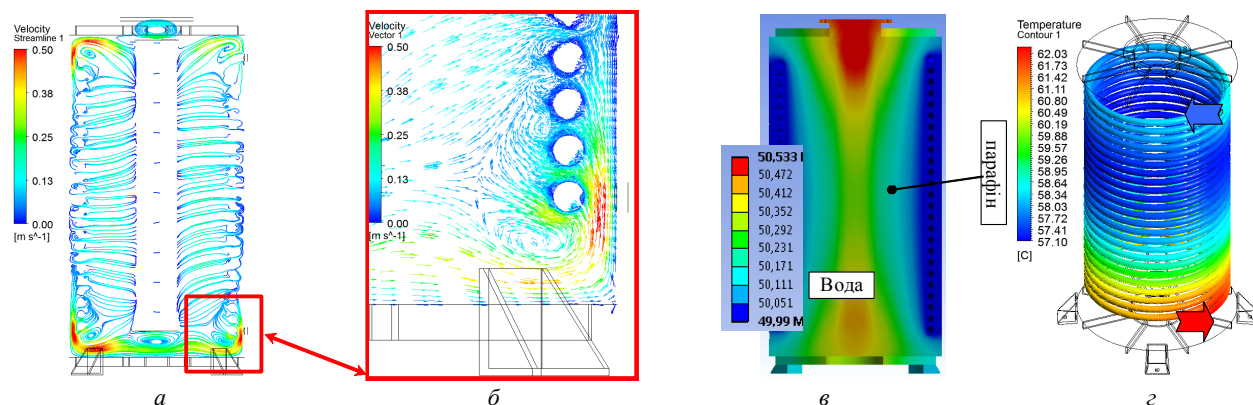 Velocity
Streamline 1
0.50
0.38
0.25
0.13
0.00
[m s^-1]
Velocity
Vector 1
0.50
0.38
0.25
0.13
0.00
[m s^-1]
50,533
50,472
50,412
50,352
50,292
50,231
50,171
50,111
50,051
49,99 M
Вода
парафін
Temperature
Contour 1
62.03
61.73
61.42
61.11
60.80
60.49
60.19
59.88
59.57
59.26
58.95
58.64
58.34
58.03
57.72
57.41
57.10
[C]
а
б
в
г